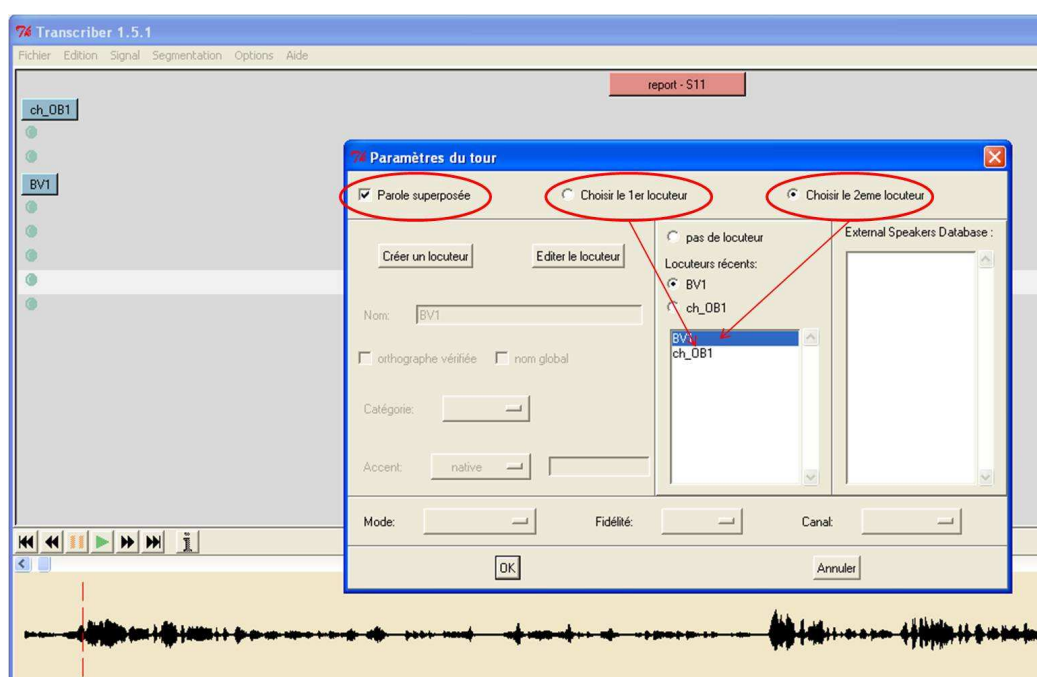 Transcriber 1.5.1
Fichier Edition Signal Segmentation Options Aide
report - S11
ch_OB1
BV1
Paramètres du tour
Parole superposée Choisir le 1er locuteur Choisir le 2eme locuteur
Créer un locuteur Editer le locuteur
Nom: BV1
orthographe vérifiée nom global
Catégorie:
Accent: native
pas de locuteur
Locuteurs récents:
BV1
ch_OB1
BV1
ch_OB1
External Speakers Database :
Mode: Fidélité: Canal:
OK Annuler